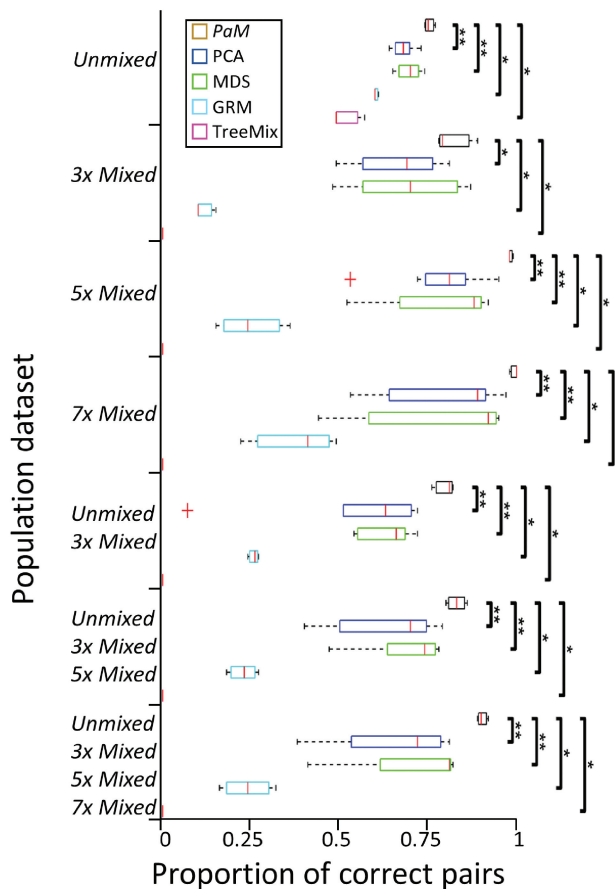 PaM
PCA
MDS
GRM
TreeMix
Unmixed
3x Mixed
5x Mixed
7x Mixed
Unmixed
3x Mixed
Unmixed
3x Mixed
5x Mixed
Unmixed
3x Mixed
5x Mixed
7x Mixed
Population dataset
** ** * *
* * *
** ** * *
** ** *
** ** * *
** ** * *
** ** * *
0 0.25 0.5 0.75 1
Proportion of correct pairs